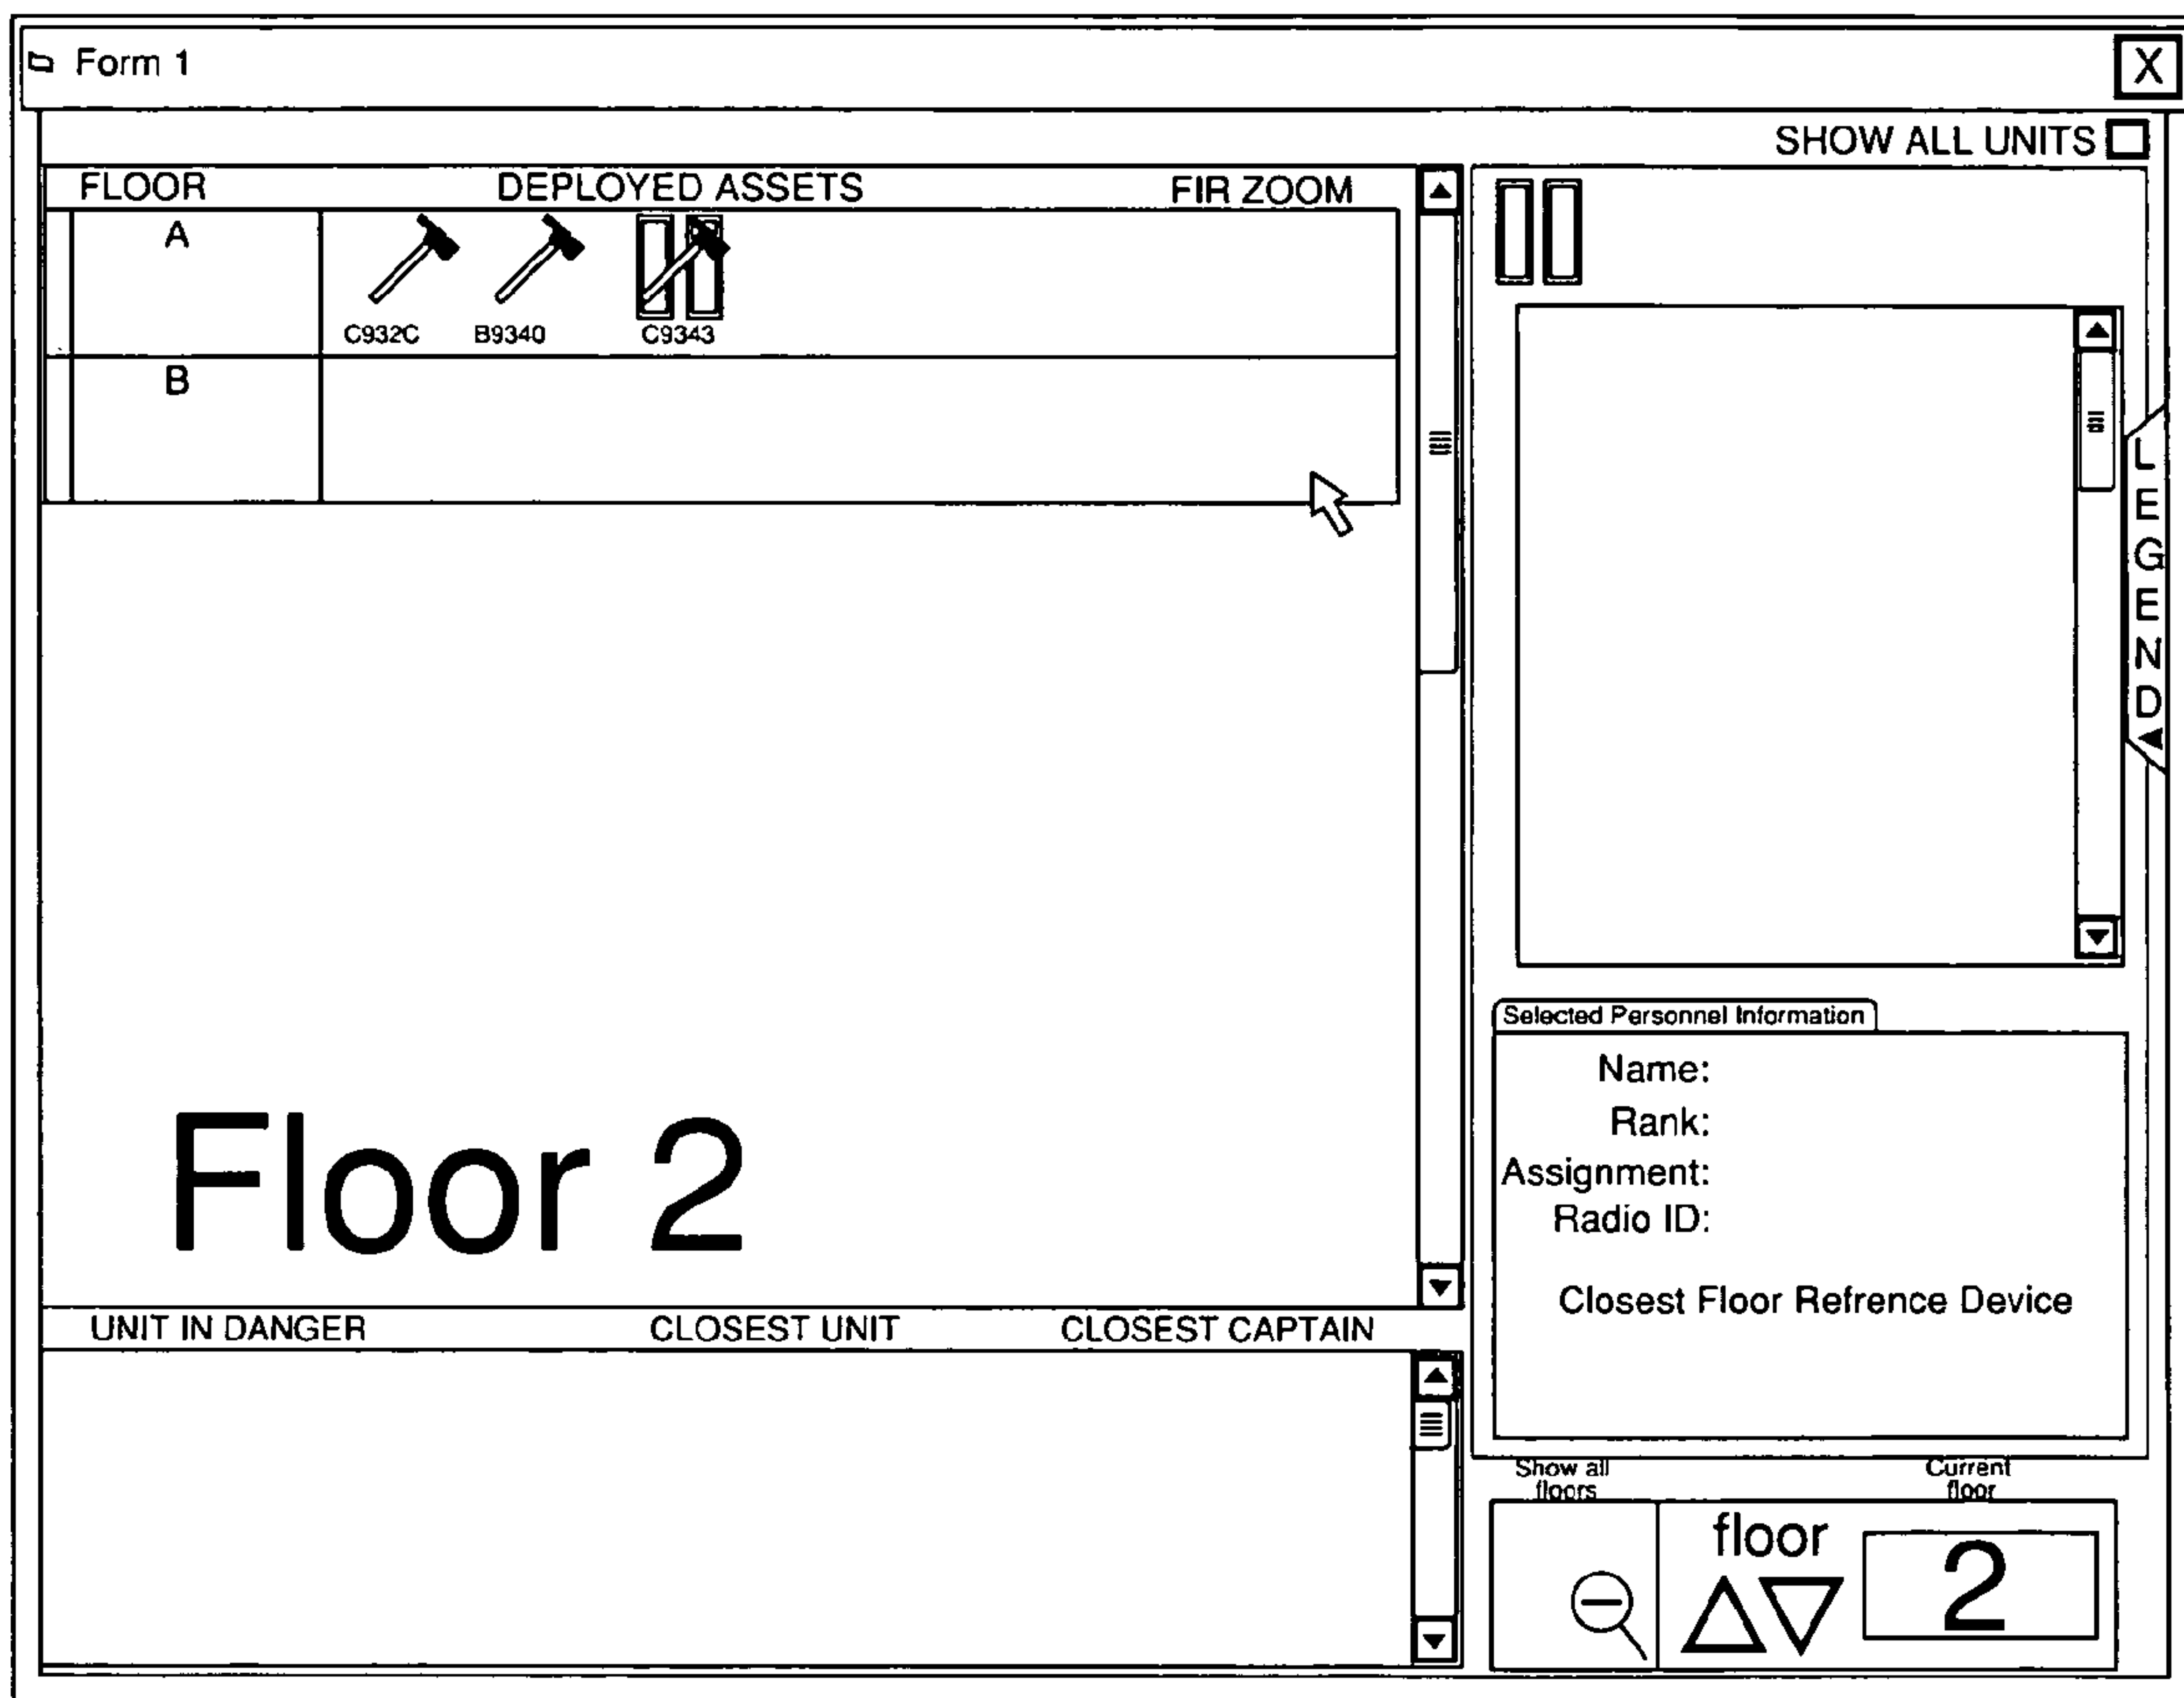 Form 1
X
SHOW ALL UNITS
FLOOR DEPLOYED ASSETS FIR ZOOM
A
C932C B9340 C9343
B
LEGEND
Floor 2
Selected Personnel Information
Name:
Rank:
Assignment:
Radio ID:
Closest Floor Refrence Device
UNIT IN DANGER CLOSEST UNIT CLOSEST CAPTAIN
Show all
floors
Current
floor
floor
2